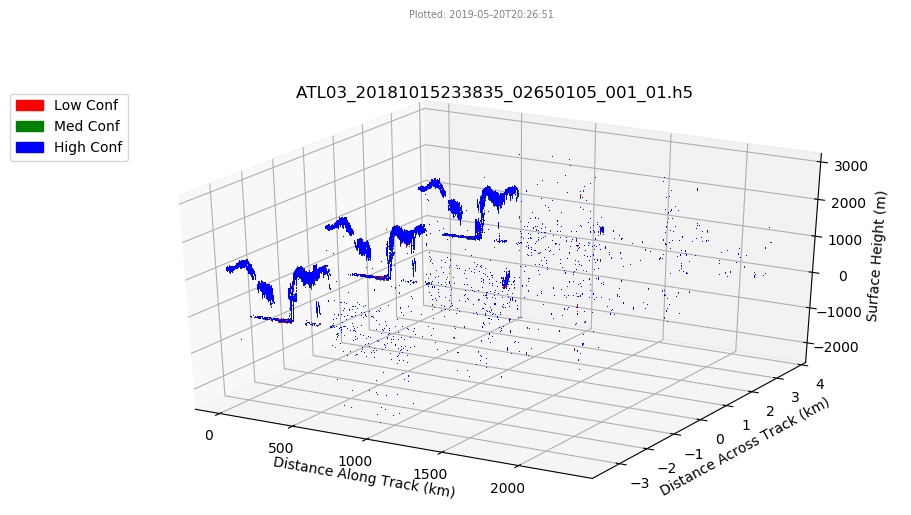 Plotted: 2019-05-20T20:26:51
ATL03_20181015233835_02650105_001_01.h5
Low Conf
Med Conf
High Conf
3000
2000
1000
0
−1000
−2000
Surface Height (m)
4
3
2
1
0
−1
−2
−3
Distance Across Track (km)
0
500
1000
1500
2000
Distance Along Track (km)